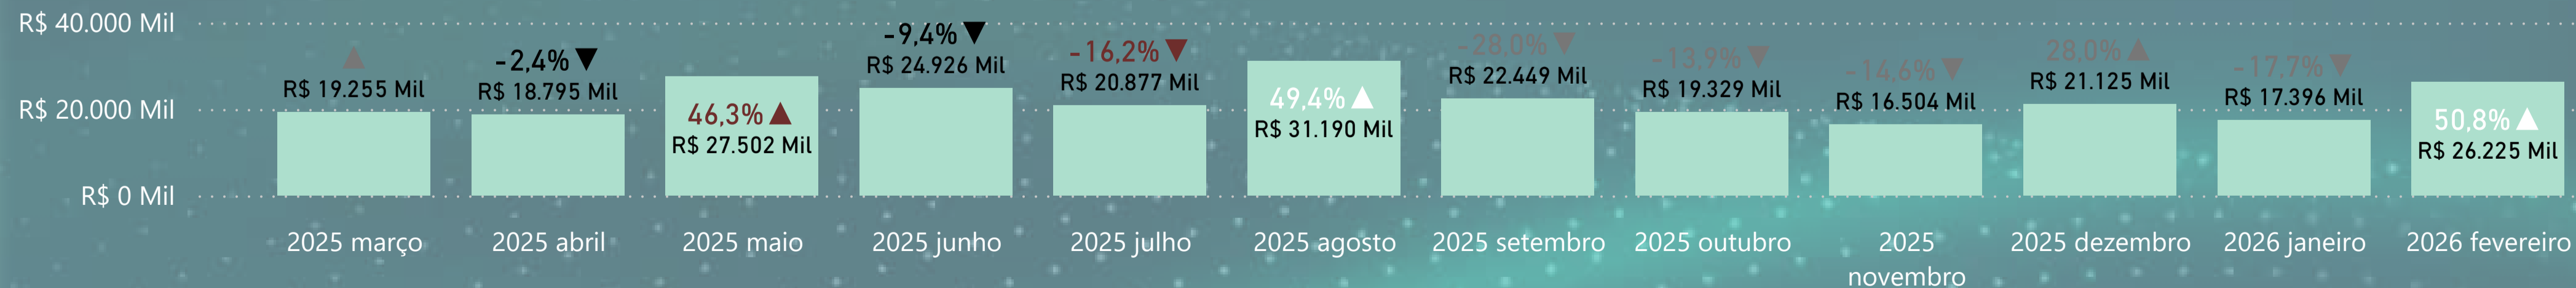 R$ 40.000 Mil
R$ 20.000 Mil
R$ 0 Mil
▲
R$ 19.255 Mil
-2,4% ▼
R$ 18.795 Mil
46,3% ▲
R$ 27.502 Mil
-9,4% ▼
R$ 24.926 Mil
-16,2% ▼
R$ 20.877 Mil
49,4% ▲
R$ 31.190 Mil
-28,0% ▼
R$ 22.449 Mil
-13,9% ▼
R$ 19.329 Mil
-14,6% ▼
R$ 16.504 Mil
28,0% ▲
R$ 21.125 Mil
-17,7% ▼
R$ 17.396 Mil
50,8% ▲
R$ 26.225 Mil
2025 março
2025 abril
2025 maio
2025 junho
2025 julho
2025 agosto
2025 setembro
2025 outubro
2025
novembro
2025 dezembro
2026 janeiro
2026 fevereiro